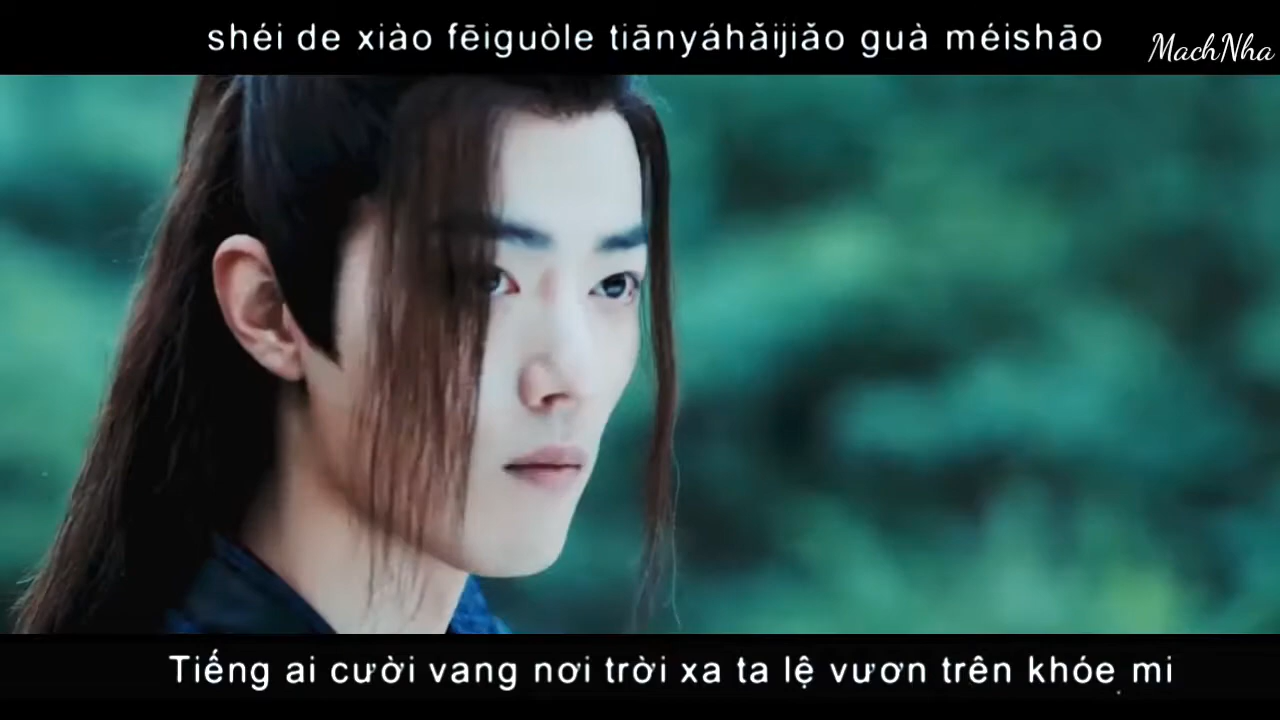 shéi de xiào fēiguòle tiānyáhǎijiǎo guà méishāo
MachNha
Tiếng ai cười vang nơi trời xa ta lệ vươn trên khóe mi